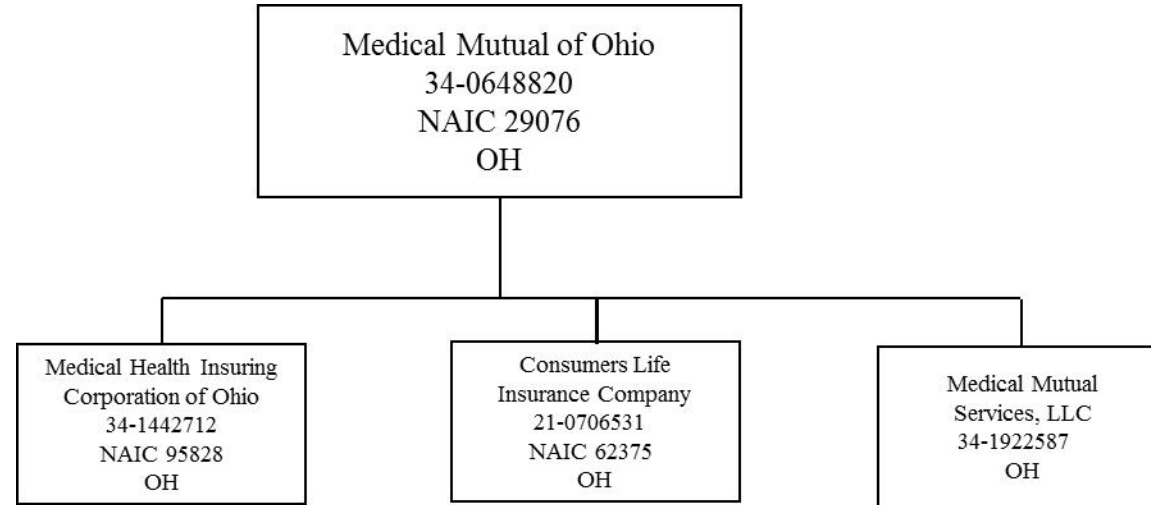 Medical Mutual of Ohio
34-0648820
NAIC 29076
OH
Medical Health Insuring
Corporation of Ohio
34-1442712
NAIC 95828
OH
Consumers Life
Insurance Company
21-0706531
NAIC 62375
OH
Medical Mutual
Services, LLC
34-1922587
OH